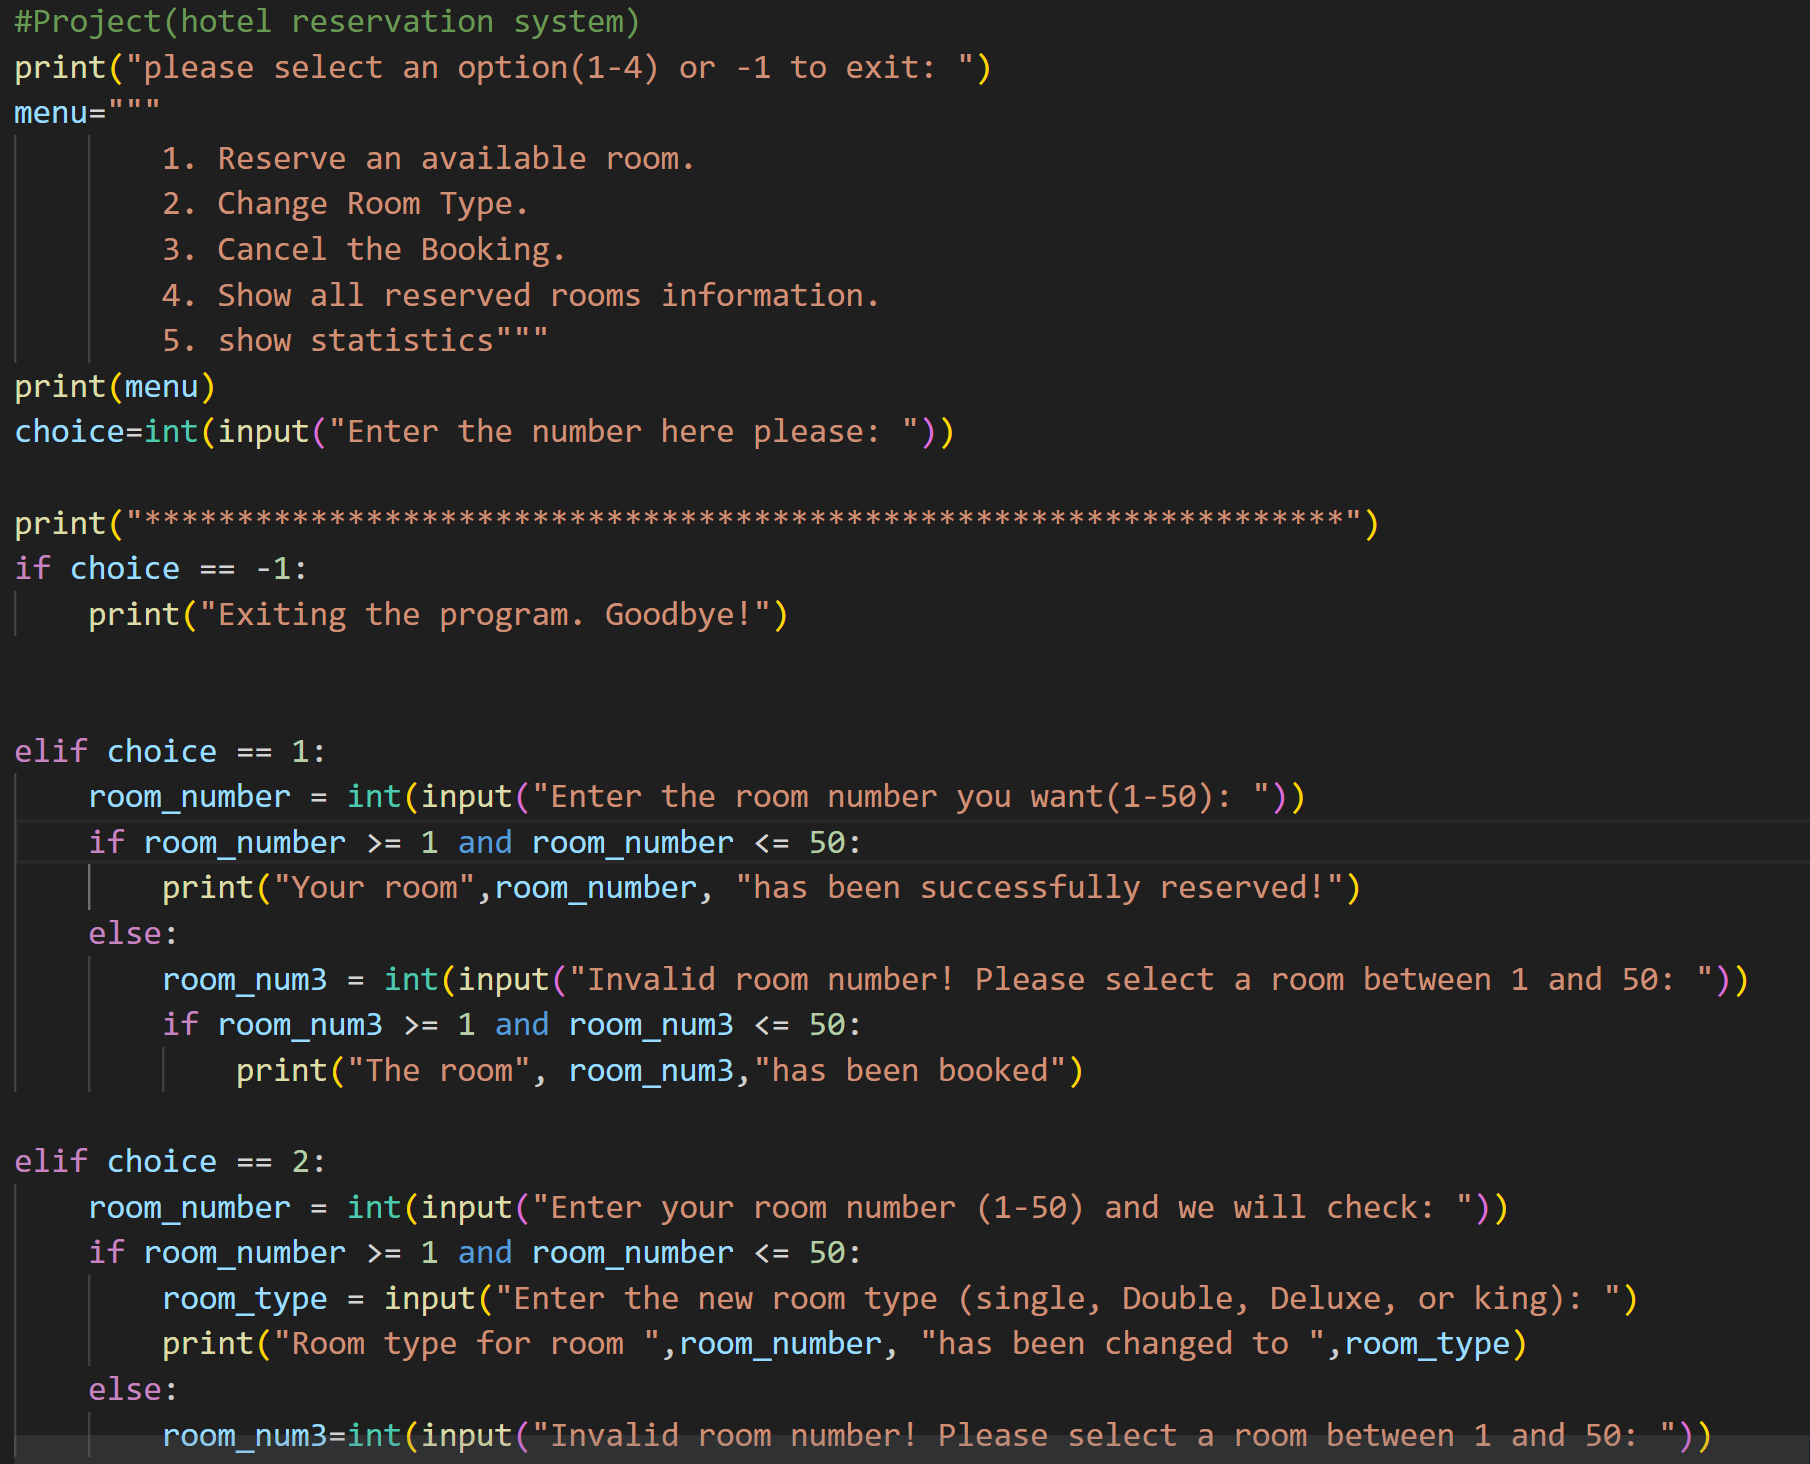 #Project(hotel reservation system)
print("please select an option(1-4) or -1 to exit: ")
menu="""
        1. Reserve an available room.
        2. Change Room Type.
        3. Cancel the Booking.
        4. Show all reserved rooms information.
        5. show statistics"""
print(menu)
choice=int(input("Enter the number here please: "))

print("*****************************************************************")
if choice == -1:
    print("Exiting the program. Goodbye!")

elif choice == 1:
    room_number = int(input("Enter the room number you want(1-50): "))
    if room_number >= 1 and room_number <= 50:
        print("Your room",room_number, "has been successfully reserved!")
    else:
        room_num3 = int(input("Invalid room number! Please select a room between 1 and 50: "))
        if room_num3 >= 1 and room_num3 <= 50:
            print("The room", room_num3,"has been booked")

elif choice == 2:
    room_number = int(input("Enter your room number (1-50) and we will check: "))
    if room_number >= 1 and room_number <= 50:
        room_type = input("Enter the new room type (single, Double, Deluxe, or king): ")
        print("Room type for room ",room_number, "has been changed to ",room_type)
    else:
        room_num3=int(input("Invalid room number! Please select a room between 1 and 50: "))